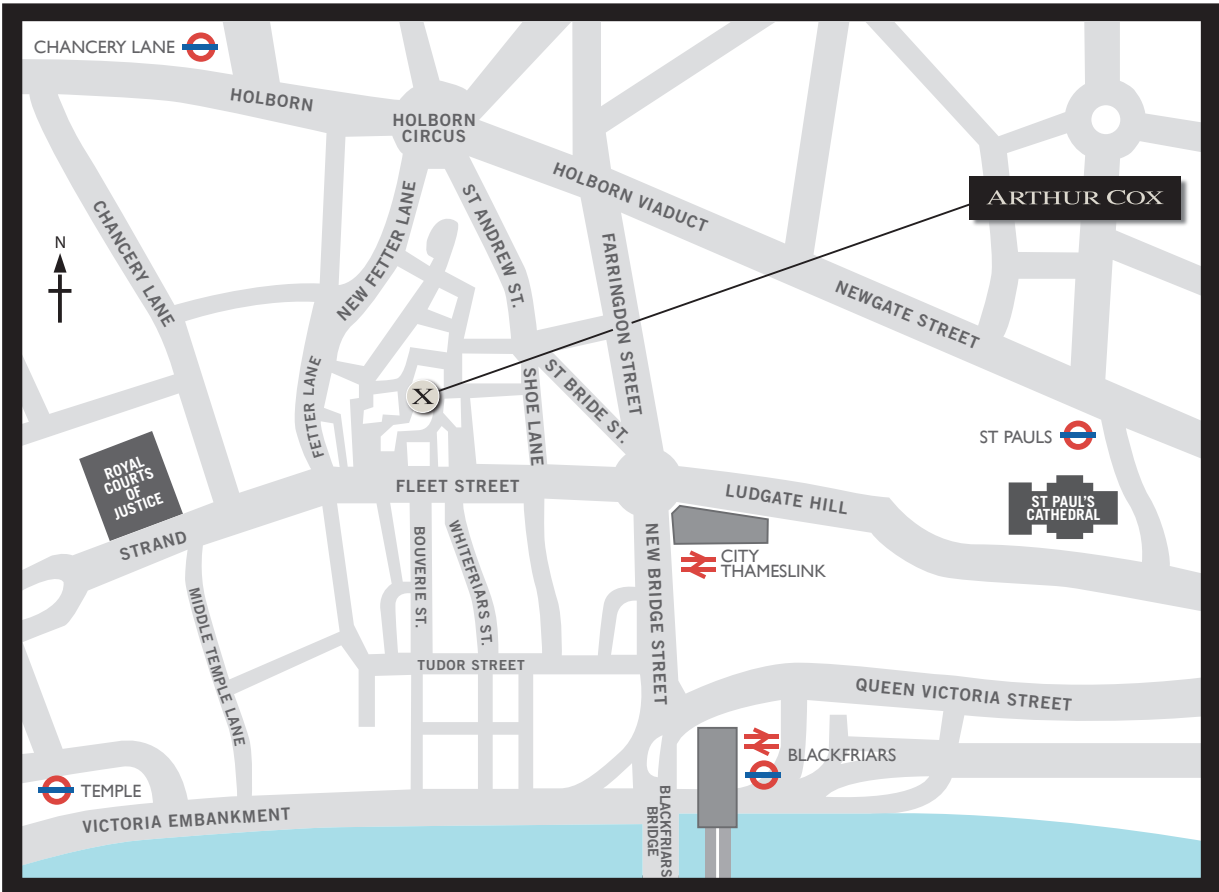 CHANCERY LANE
HOLBORN
HOLBORN
CIRCUS
HOLBORN VIADUCT
ARTHUR COX
CHANCERY LANE
NEW FETTER LANE
ST ANDREW ST.
FARRINGDON STREET
N
NEWGATE STREET
FETTER LANE
X
SHOE LANE
ST BRIDE ST.
ST PAULS
ROYAL
COURTS
OF
JUSTICE
FLEET STREET
LUDGATE HILL
ST PAUL'S
CATHEDRAL
STRAND
BOUVERIE ST.
WHITEFRIARS ST.
NEW BRIDGE STREET
CITY
THAMESLINK
MIDDLE TEMPLE LANE
TUDOR STREET
QUEEN VICTORIA STREET
BLACKFRIARS
TEMPLE
VICTORIA EMBANKMENT
BLACKFRIARS
BRIDGE